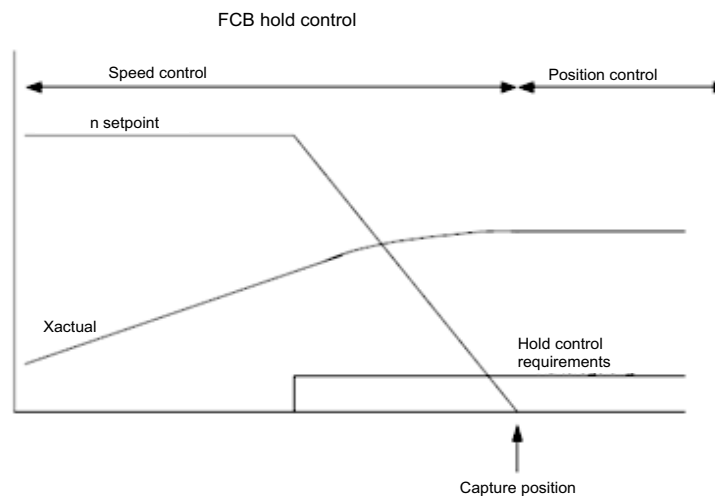 FCB hold control
Speed control
Position control
n setpoint
Xactual
Hold control
requirements
Capture position